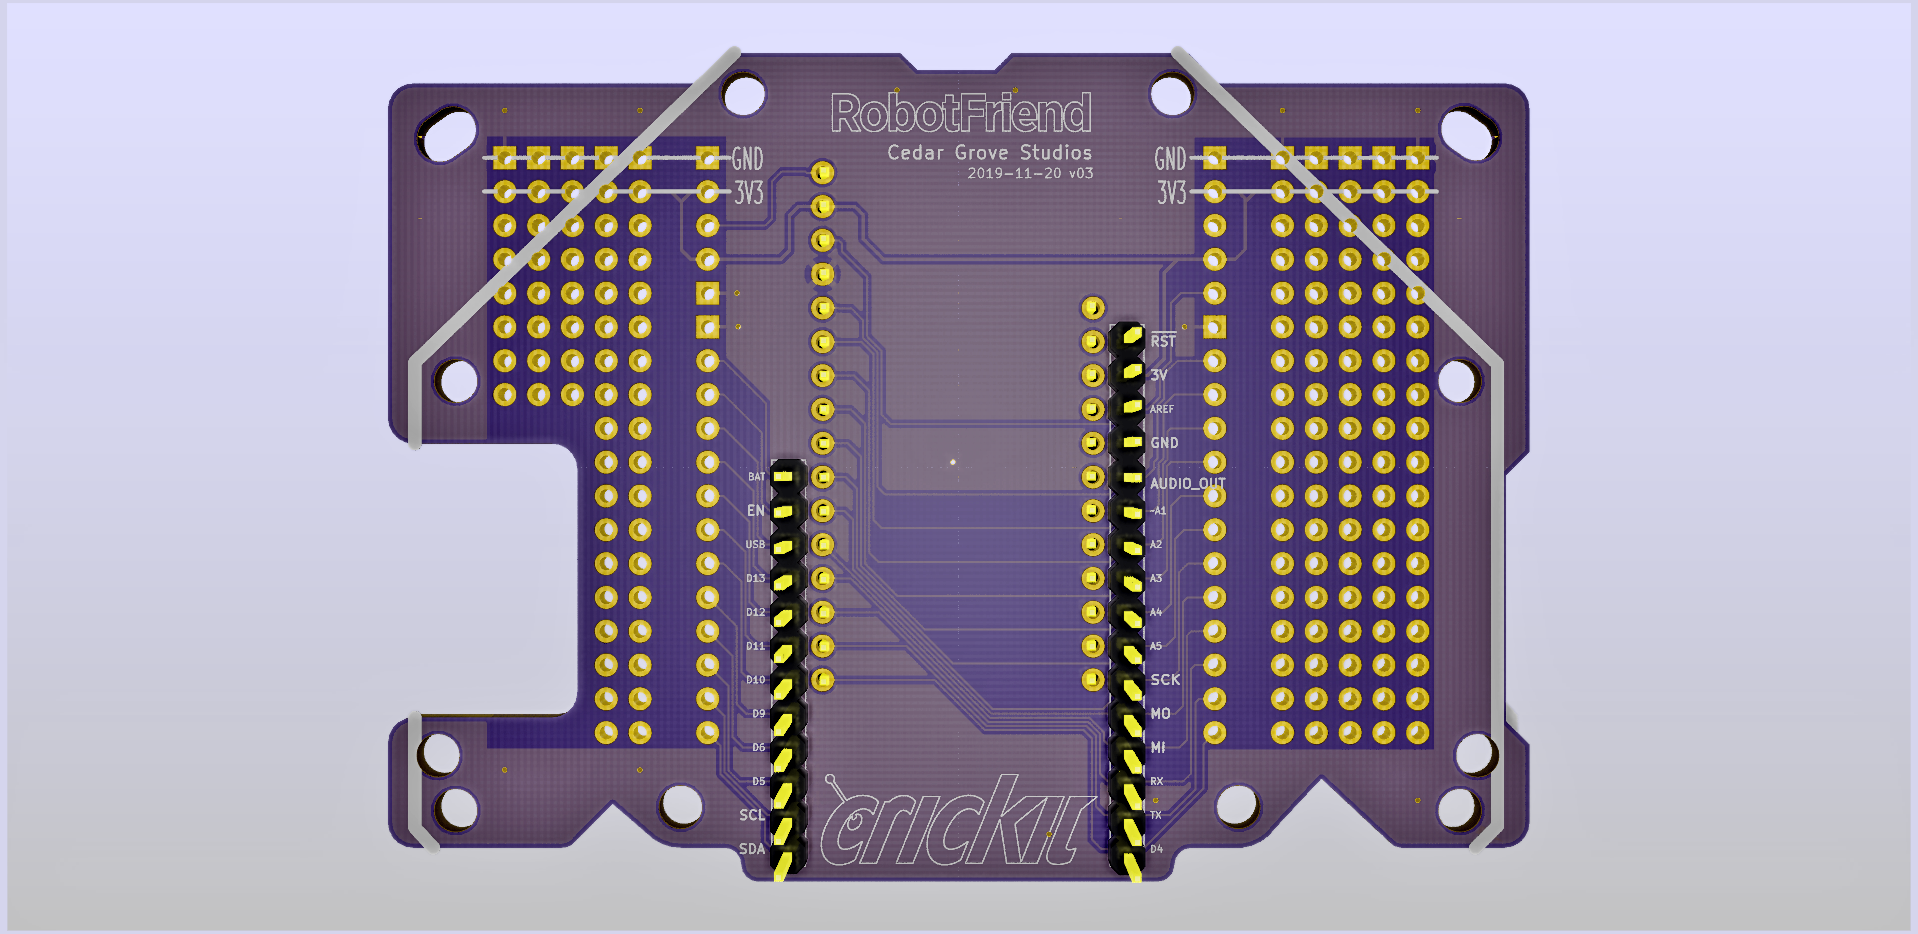 RobotFriend
Cedar Grove Studios
2019-11-20 v03
GND
3V3
GND
3V3
BAT
EN
USB
D13
D12
D11
D10
D9
D6
D5
SCL
SDA
RST
3V
AREF
GND
AUDIO_OUT
~A1
A2
A3
A4
A5
SCK
MO
MI
RX
TX
D4
crickit